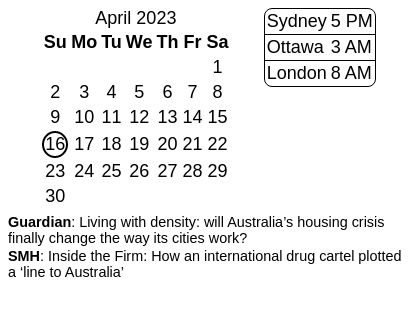 April 2023
Su Mo Tu We Th Fr Sa
1
2 3 4 5 6 7 8
9 10 11 12 13 14 15
16 17 18 19 20 21 22
23 24 25 26 27 28 29
30
Sydney 5 PM
Ottawa 3 AM
London 8 AM
Guardian: Living with density: will Australia’s housing crisis
finally change the way its cities work?
SMH: Inside the Firm: How an international drug cartel plotted
a ‘line to Australia’